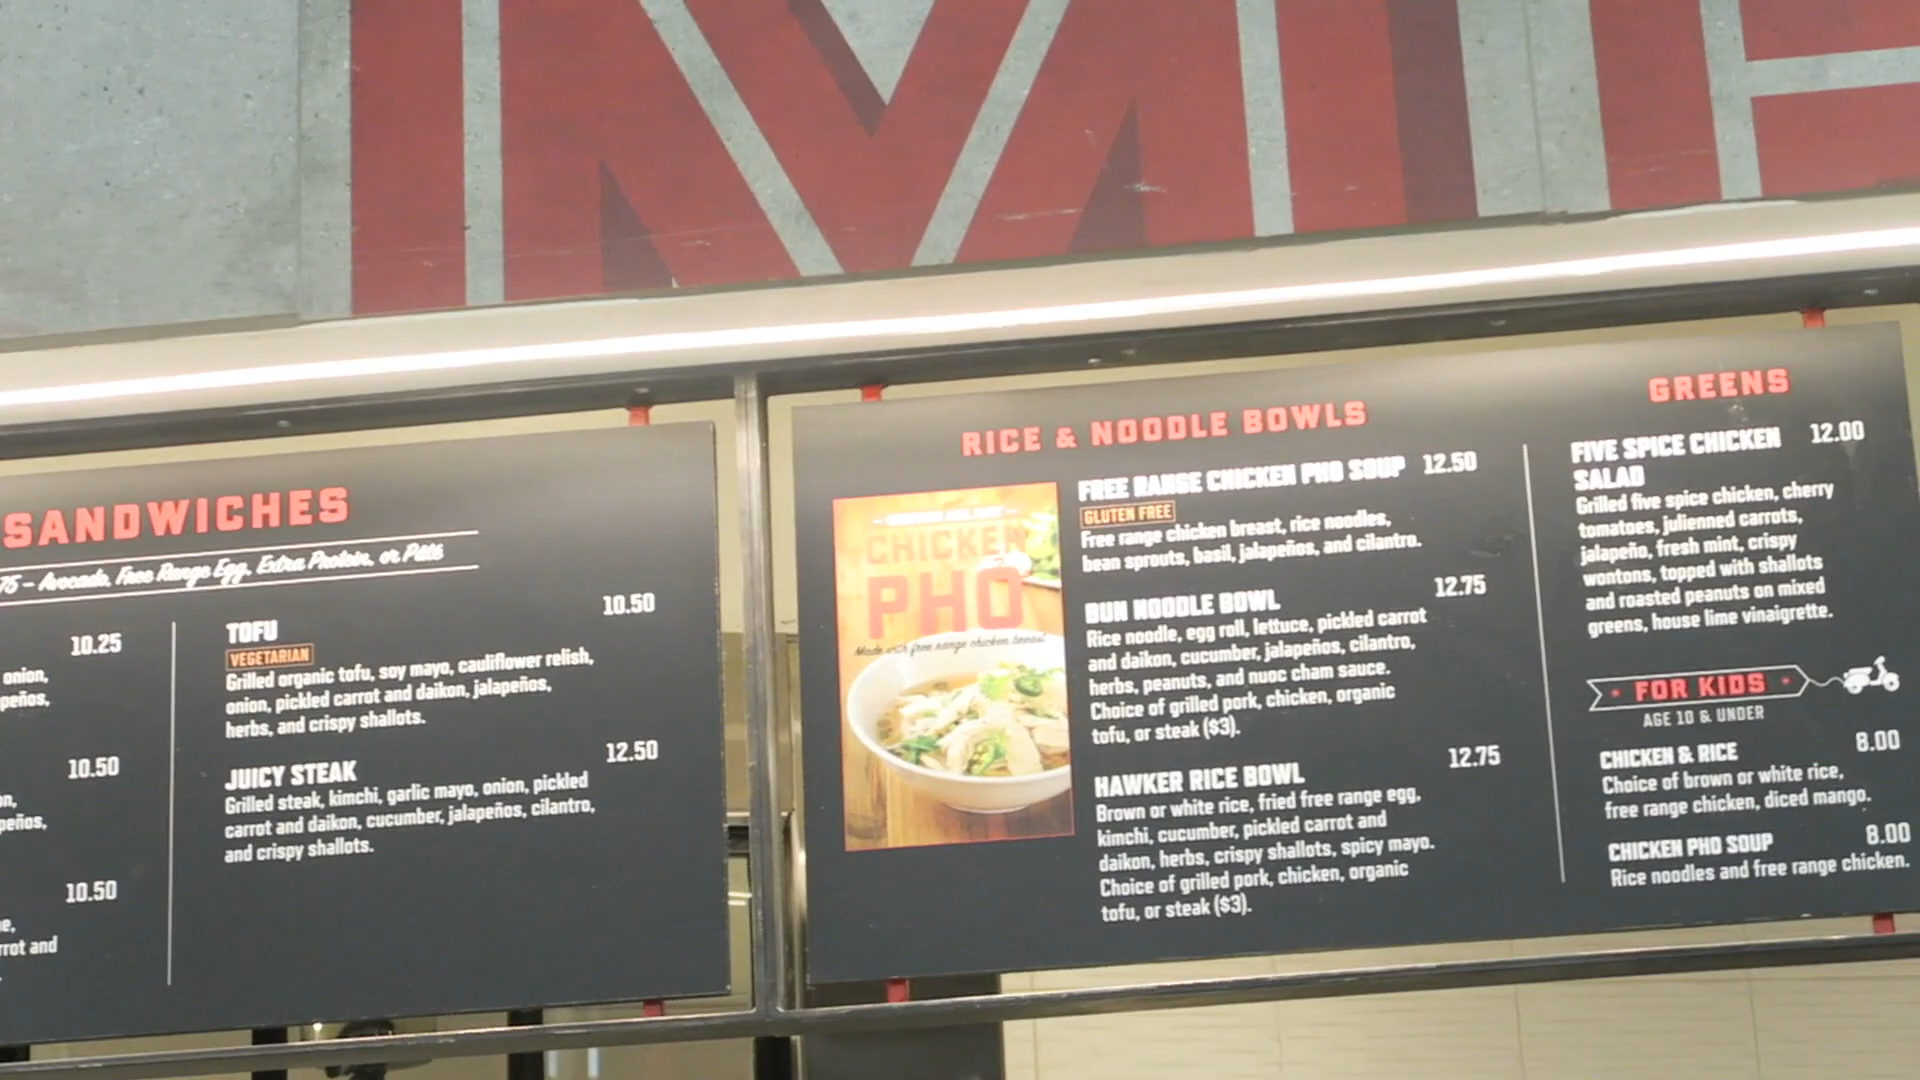 SANDWICHES
75 – Avocado, Free Range Egg, Extra Protein, or Pâté
10.25
onion,
peños,
10.50
on,
peños,
10.50
rrot and
TOFU 10.50
VEGETARIAN
Grilled organic tofu, soy mayo, cauliflower relish,
onion, pickled carrot and daikon, jalapeños,
herbs, and crispy shallots.
JUICY STEAK 12.50
Grilled steak, kimchi, garlic mayo, onion, pickled
carrot and daikon, cucumber, jalapeños, cilantro,
and crispy shallots.
RICE & NOODLE BOWLS
CHICKEN
PHO
Made with free range chicken breast
FREE RANGE CHICKEN PHO SOUP 12.50
GLUTEN FREE
Free range chicken breast, rice noodles,
bean sprouts, basil, jalapeños, and cilantro.
BUN NOODLE BOWL 12.75
Rice noodle, egg roll, lettuce, pickled carrot
and daikon, cucumber, jalapeños, cilantro,
herbs, peanuts, and nuoc cham sauce.
Choice of grilled pork, chicken, organic
tofu, or steak ($3).
HAWKER RICE BOWL 12.75
Brown or white rice, fried free range egg,
kimchi, cucumber, pickled carrot and
daikon, herbs, crispy shallots, spicy mayo.
Choice of grilled pork, chicken, organic
tofu, or steak ($3).
GREENS
FIVE SPICE CHICKEN 12.00
SALAD
Grilled five spice chicken, cherry
tomatoes, julienned carrots,
jalapeño, fresh mint, crispy
wontons, topped with shallots
and roasted peanuts on mixed
greens, house lime vinaigrette.
FOR KIDS
AGE 10 & UNDER
CHICKEN & RICE 8.00
Choice of brown or white rice,
free range chicken, diced mango.
CHICKEN PHO SOUP 8.00
Rice noodles and free range chicken.